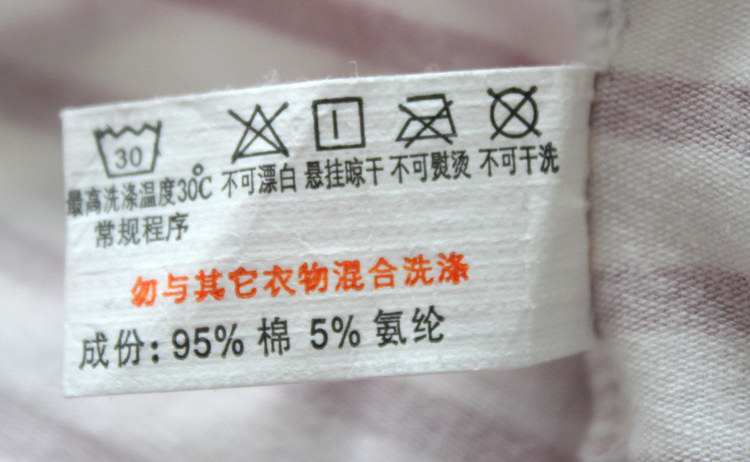 30
最高洗涤温度30℃ 不可漂白 悬挂晾干 不可熨烫 不可干洗
常规程序
勿与其它衣物混合洗涤
成份:95% 棉 5% 氨纶